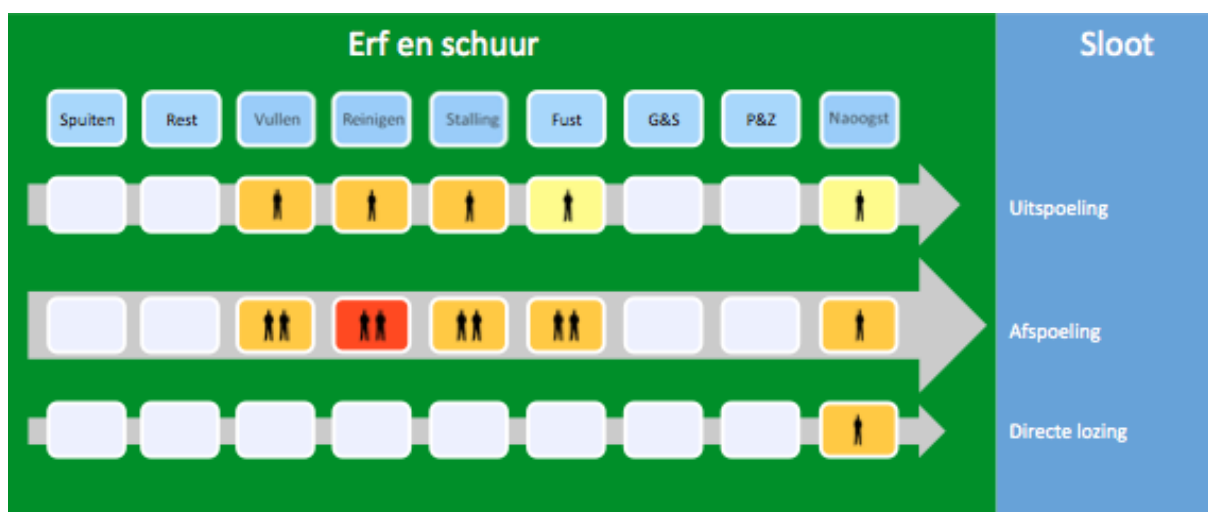 Erf en schuur
Sloot
Spuiten
Rest
Vullen
Reinigen
Stalling
Fust
G&S
P&Z
Naoogst
Uitspoeling
Afspoeling
Directe lozing